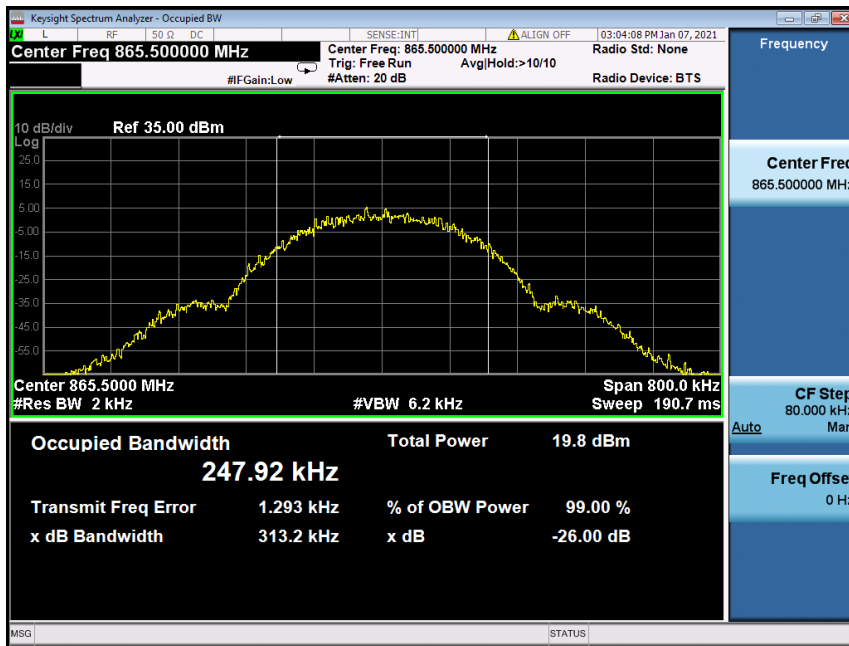 Keysight Spectrum Analyzer - Occupied BW
LXI L RF 50 Ω DC SENSE:INT ALIGN OFF 03:04:08 PM Jan 07, 2021
Center Freq 865.500000 MHz
#IFGain:Low
Center Freq: 865.500000 MHz
Trig: Free Run Avg|Hold:>10/10
#Atten: 20 dB
Radio Std: None
Radio Device: BTS
10 dB/div Ref 35.00 dBm
Log
25.0
15.0
5.00
-5.00
-15.0
-25.0
-35.0
-45.0
-55.0
Center 865.5000 MHz Span 800.0 kHz
#Res BW 2 kHz #VBW 6.2 kHz Sweep 190.7 ms
Occupied Bandwidth Total Power 19.8 dBm
247.92 kHz
Transmit Freq Error 1.293 kHz % of OBW Power 99.00 %
x dB Bandwidth 313.2 kHz x dB -26.00 dB
MSG STATUS
Frequency
Center Fre
865.500000 MH
CF Step
80.000 kH
Auto Ma
Freq Offse
0 H